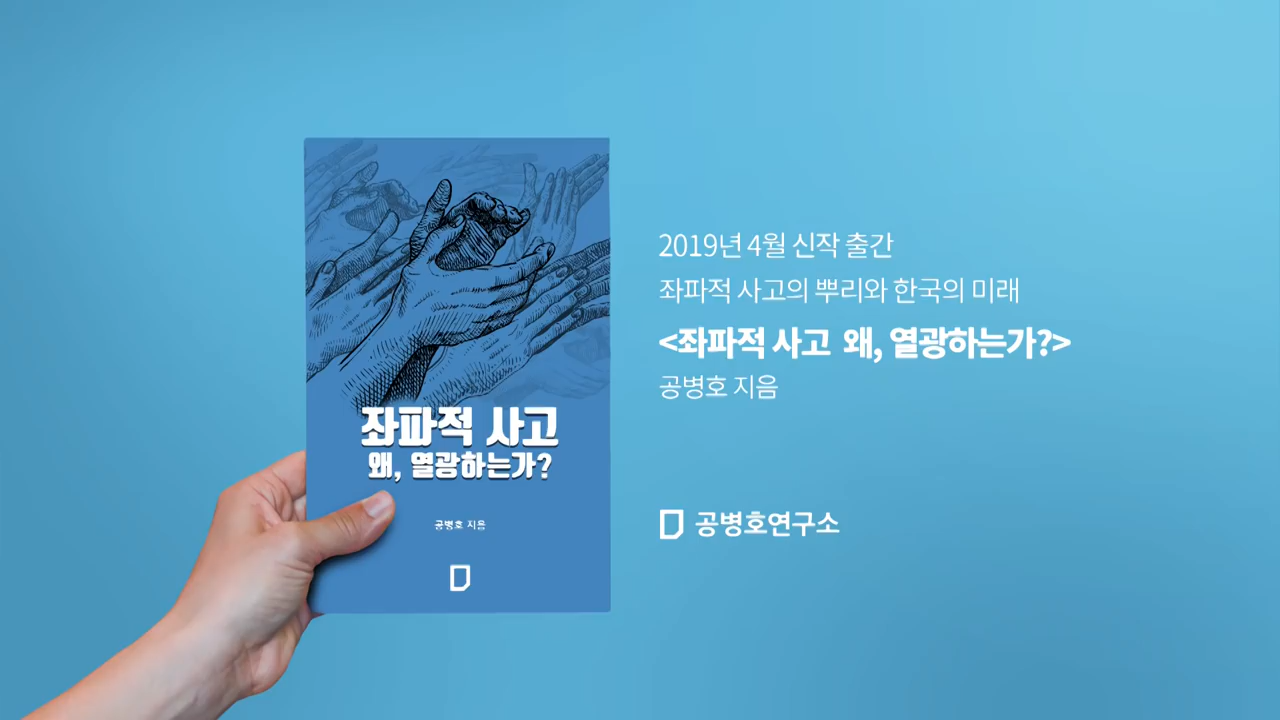 좌파적 사고
왜, 열광하는가?
공병호 지음
2019년 4월 신작 출간
좌파적 사고의 뿌리와 한국의 미래
<좌파적 사고 왜, 열광하는가?>
공병호 지음
공병호연구소